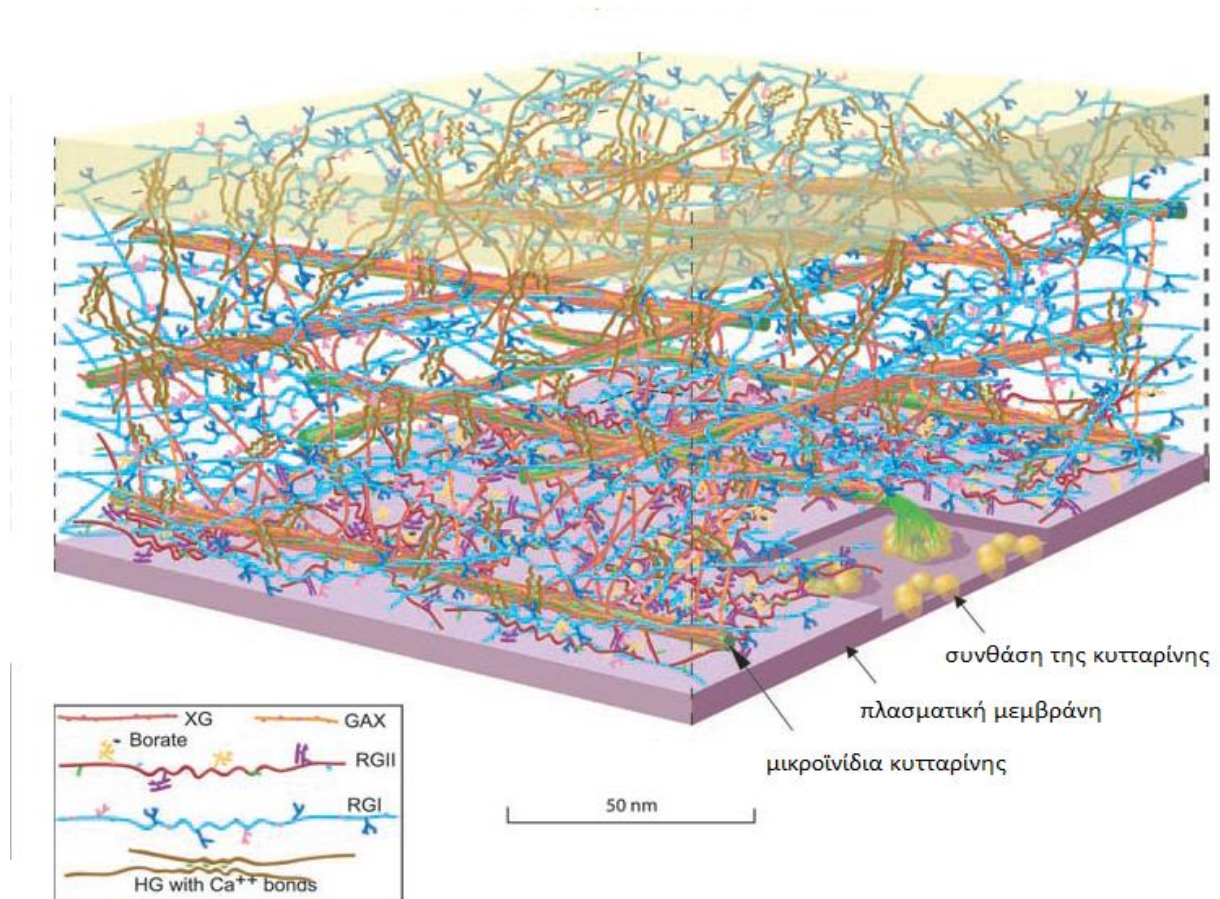 συνθάση της κυτταρίνης
πλασματική μεμβράνη
μικροϊνίδια κυτταρίνης
50 nm
XG
GAX
Borate
RGII
RGI
HG with Ca++ bonds